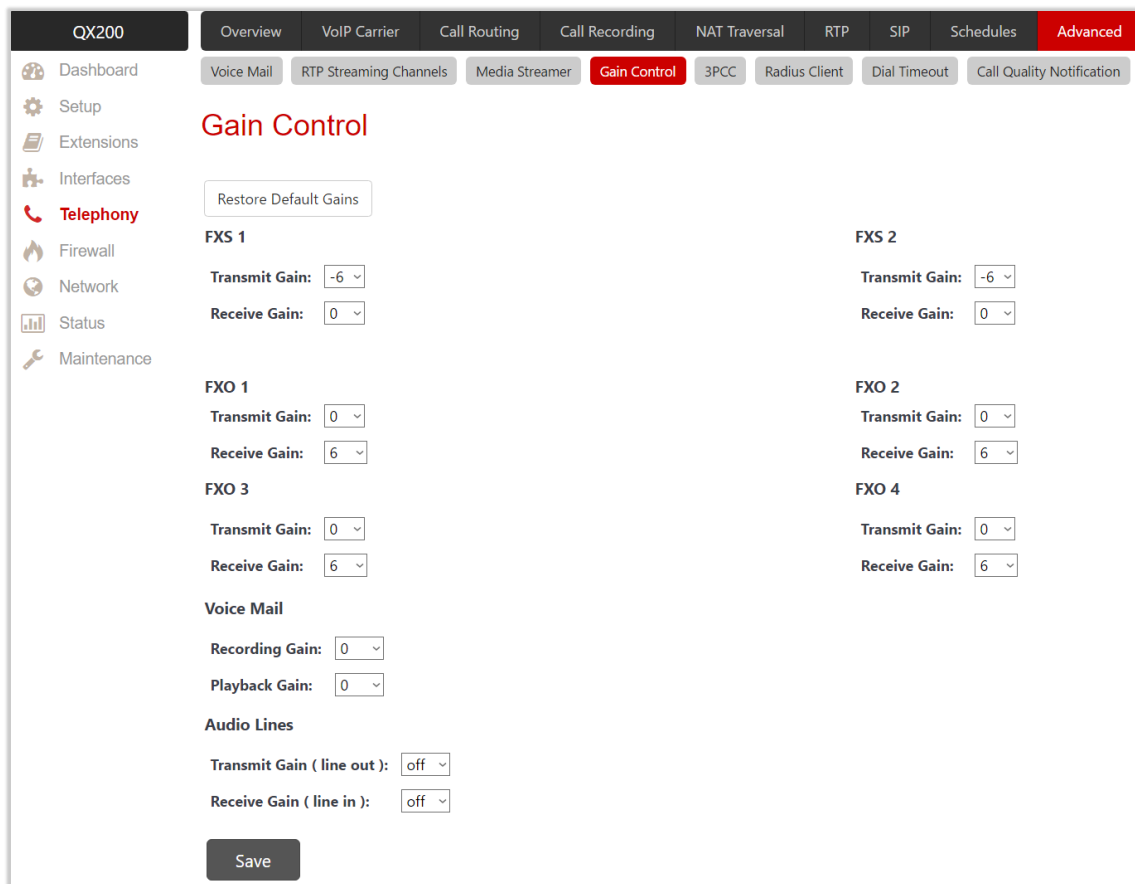 QX200 Overview VoIP Carrier Call Routing Call Recording NAT Traversal RTP SIP Schedules Advanced
Voice Mail RTP Streaming Channels Media Streamer Gain Control 3PCC Radius Client Dial Timeout Call Quality Notification
Dashboard
Setup
Extensions
Interfaces
Telephony
Firewall
Network
Status
Maintenance
Gain Control
Restore Default Gains
FXS 1 FXS 2
Transmit Gain: -6 Transmit Gain: -6
Receive Gain: 0 Receive Gain: 0
FXO 1 FXO 2
Transmit Gain: 0 Transmit Gain: 0
Receive Gain: 6 Receive Gain: 6
FXO 3 FXO 4
Transmit Gain: 0 Transmit Gain: 0
Receive Gain: 6 Receive Gain: 6
Voice Mail
Recording Gain: 0
Playback Gain: 0
Audio Lines
Transmit Gain ( line out ): off
Receive Gain ( line in ): off
Save